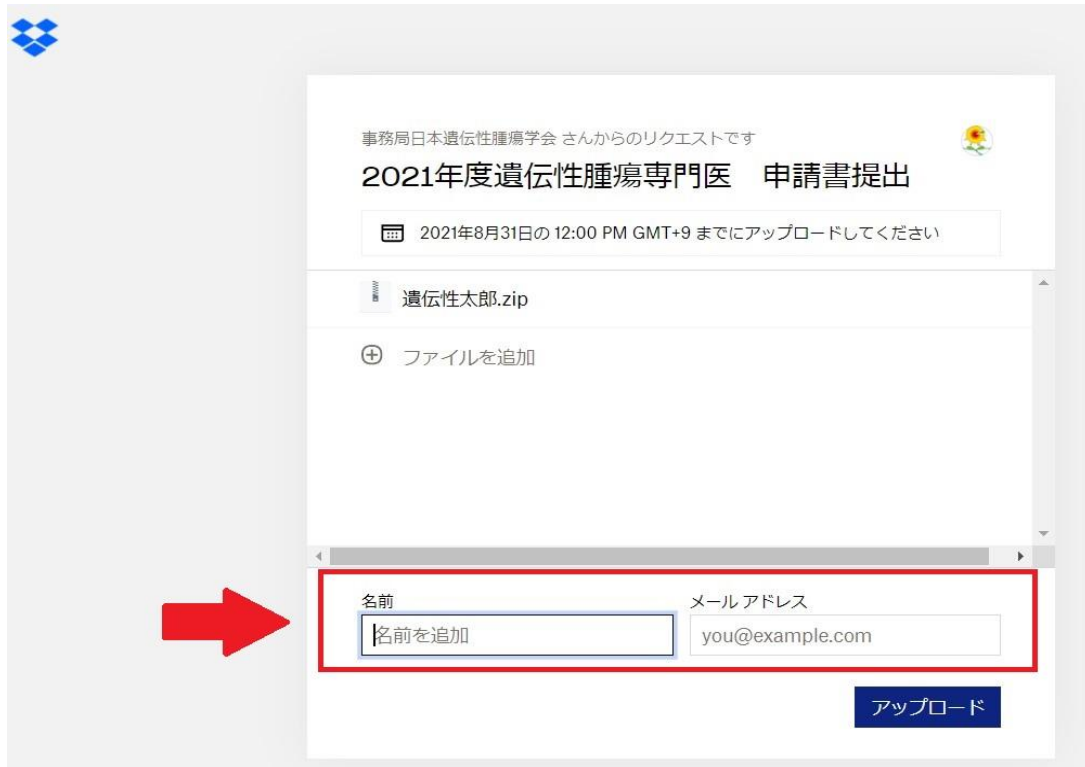 事務局日本遺伝性腫瘍学会 さんからのリクエストです
2021年度遺伝性腫瘍専門医　申請書提出
2021年8月31日の 12:00 PM GMT+9 までにアップロードしてください
遺伝性太郎.zip
ファイルを追加
名前
メール アドレス
名前を追加
you@example.com
アップロード